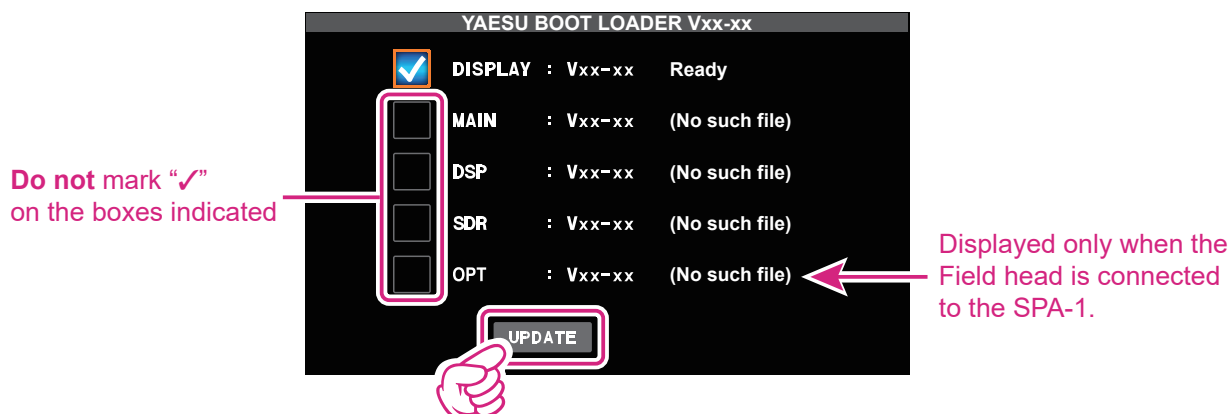 YAESU BOOT LOADER Vxx-xx
DISPLAY : Vxx-xx Ready
MAIN : Vxx-xx (No such file)
DSP : Vxx-xx (No such file)
SDR : Vxx-xx (No such file)
OPT : Vxx-xx (No such file)
UPDATE
Do not mark “✓”
on the boxes indicated
Displayed only when the
Field head is connected
to the SPA-1.